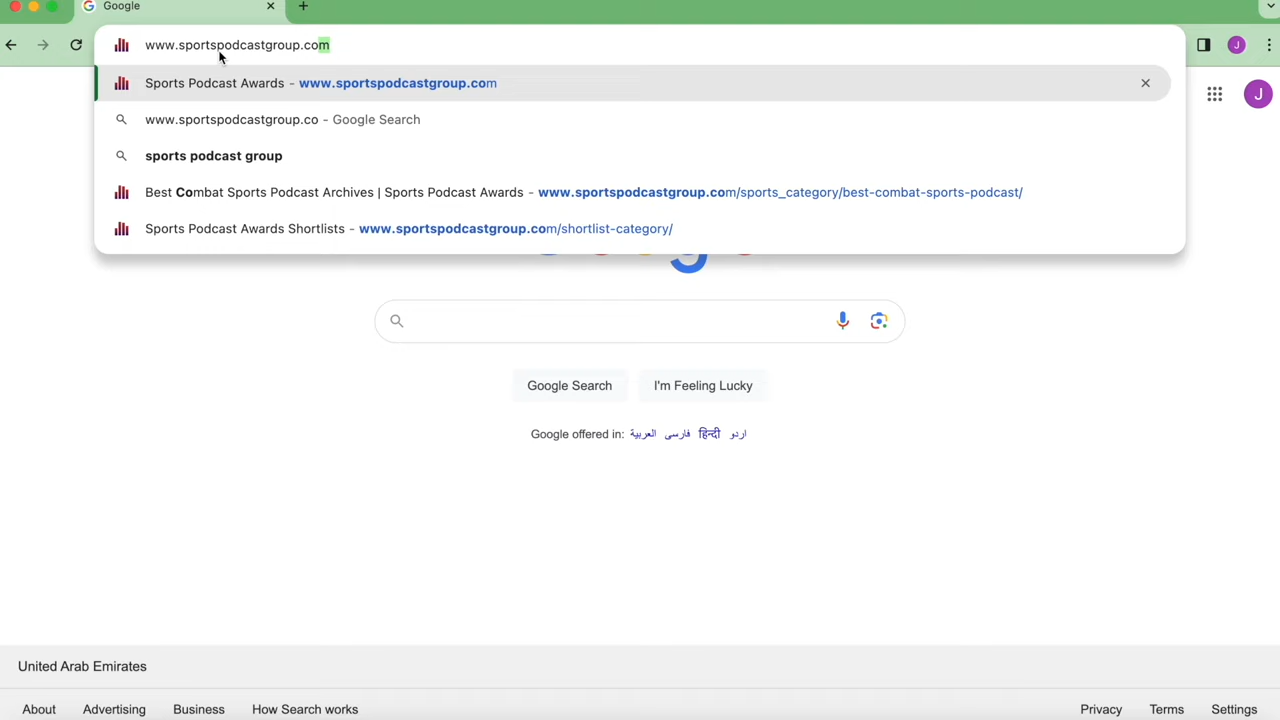 Google
www.sportspodcastgroup.com
Sports Podcast Awards - www.sportspodcastgroup.com
www.sportspodcastgroup.co - Google Search
sports podcast group
Best Combat Sports Podcast Archives | Sports Podcast Awards - www.sportspodcastgroup.com/sports_category/best-combat-sports-podcast/
Sports Podcast Awards Shortlists - www.sportspodcastgroup.com/shortlist-category/
J
J
Google Search
I'm Feeling Lucky
Google offered in: العربية فارسی हिन्दी اردو
United Arab Emirates
About Advertising Business How Search works Privacy Terms Settings